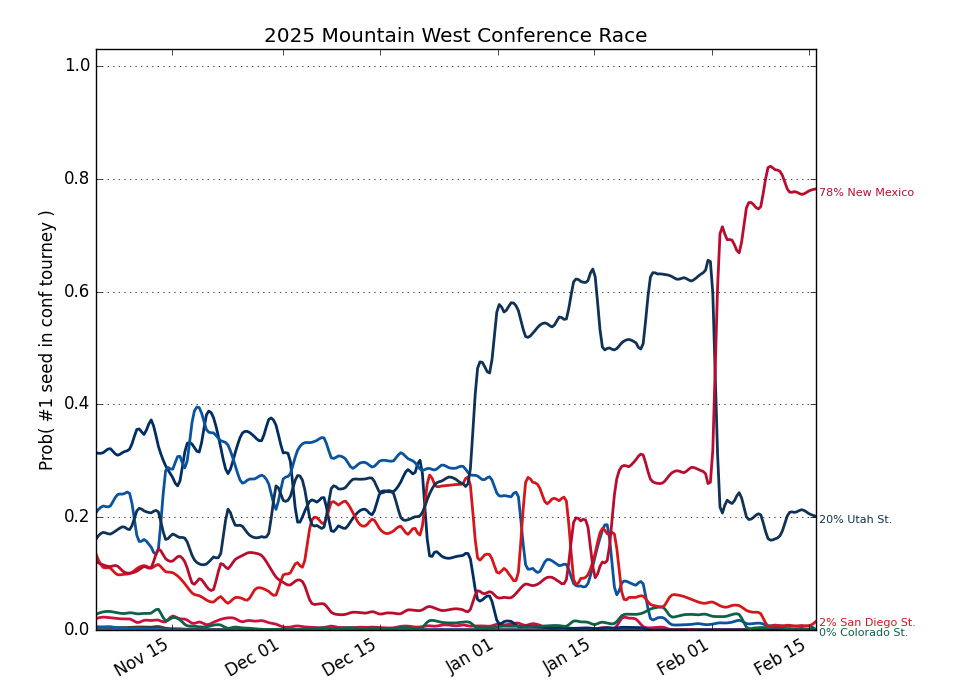 2025 Mountain West Conference Race
Prob( #1 seed in conf tourney )
1.0
0.8
0.6
0.4
0.2
0.0
78% New Mexico
20% Utah St.
2% San Diego St.
0% Colorado St.
Nov 15
Dec 01
Dec 15
Jan 01
Jan 15
Feb 01
Feb 15